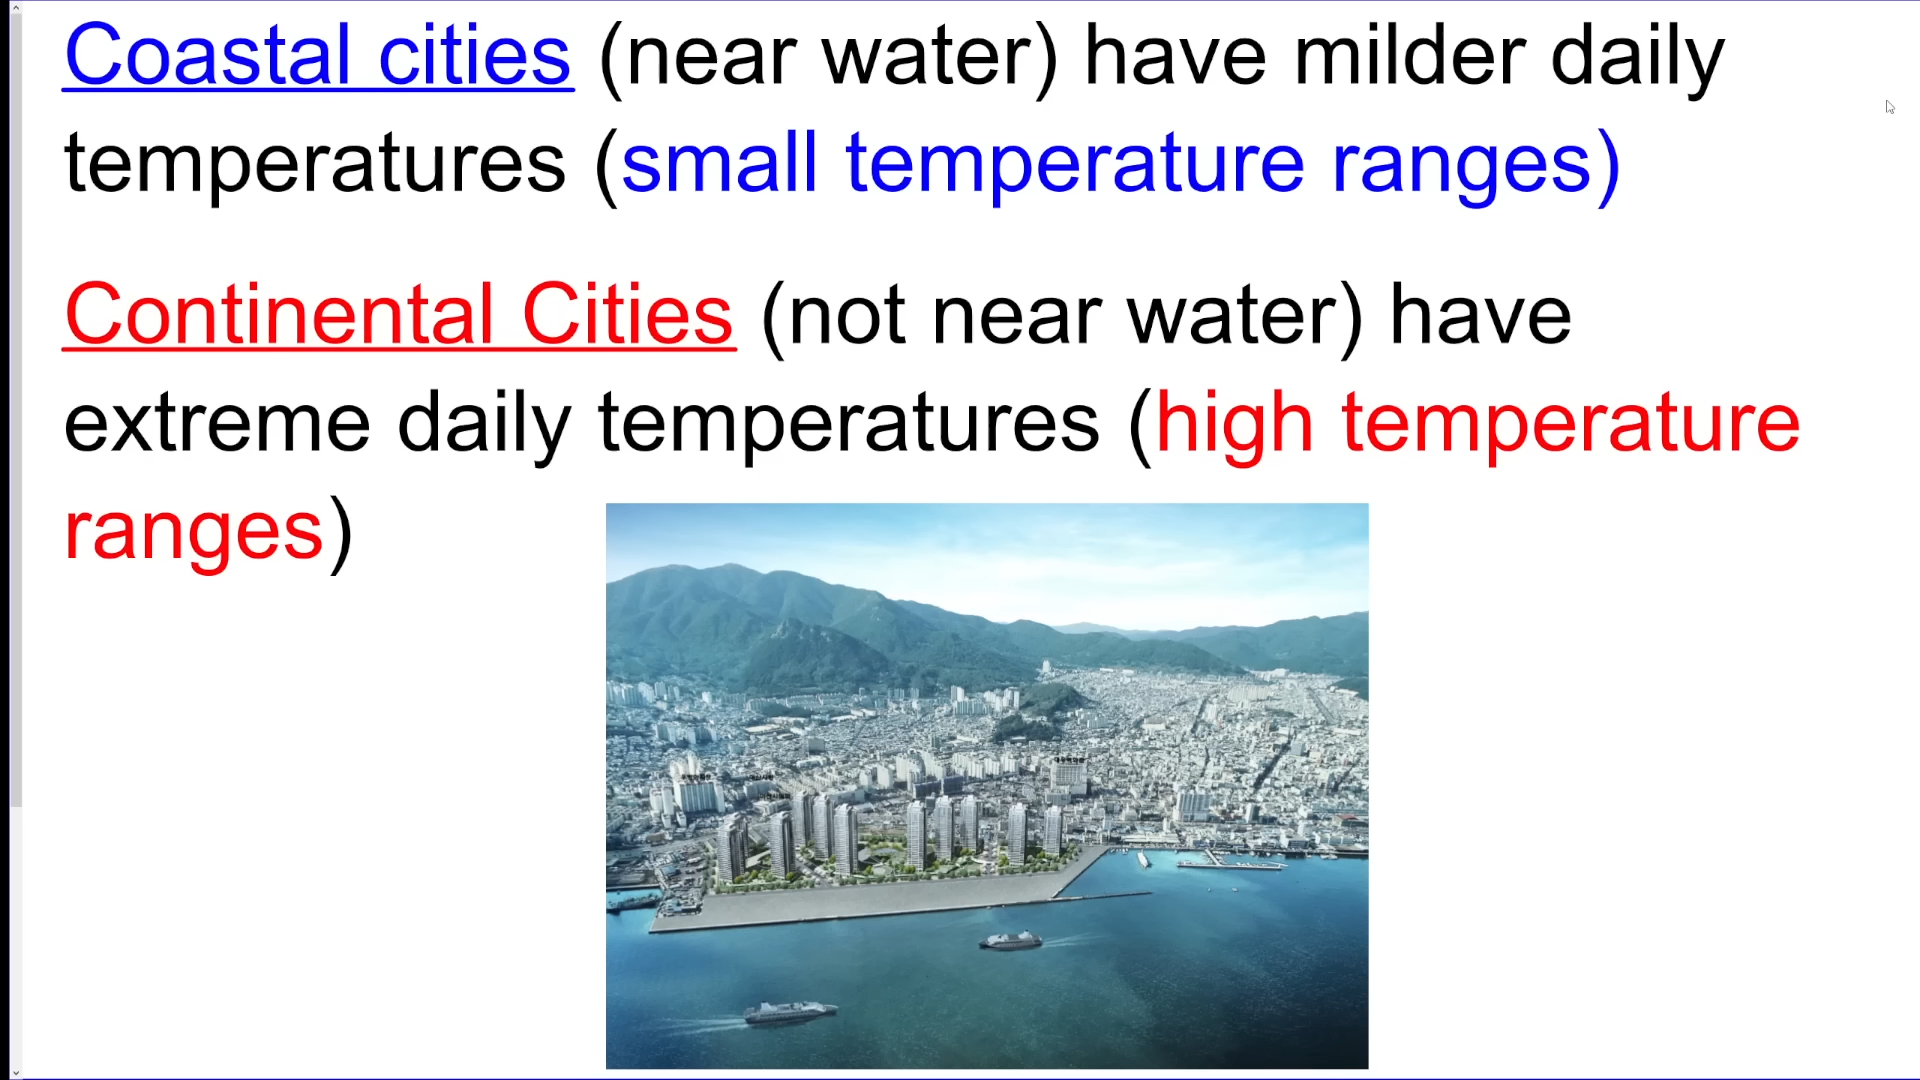 Coastal cities (near water) have milder daily
temperatures (small temperature ranges)
Continental Cities (not near water) have
extreme daily temperatures (high temperature
ranges)